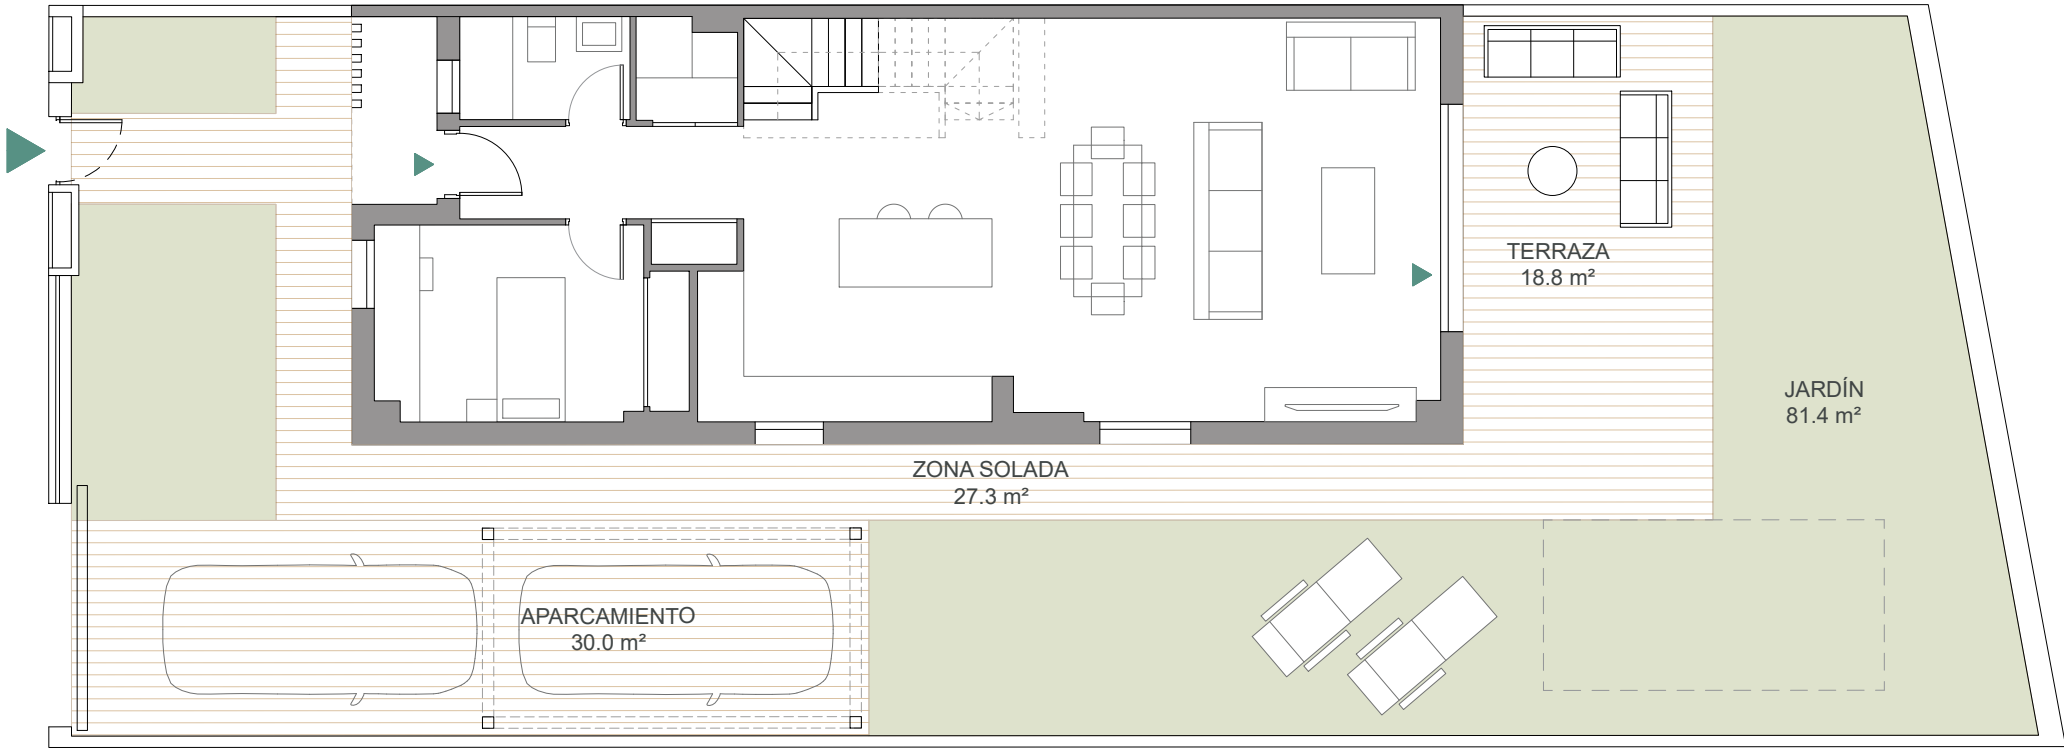 TERRAZA
18.8 m²
JARDÍN
81.4 m²
ZONA SOLADA
27.3 m²
APARCAMIENTO
30.0 m²